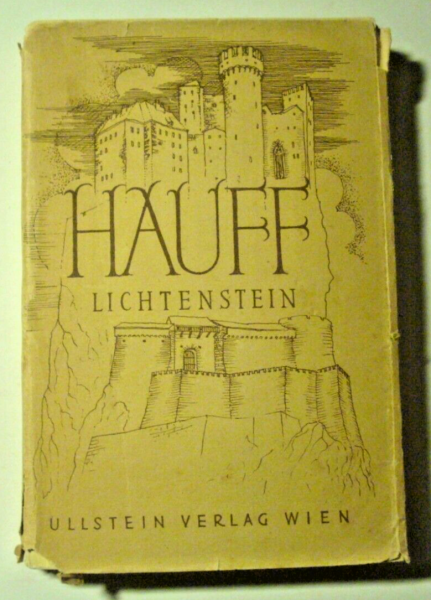 HAUFF
LICHTENSTEIN
ULLSTEIN VERLAG WIEN